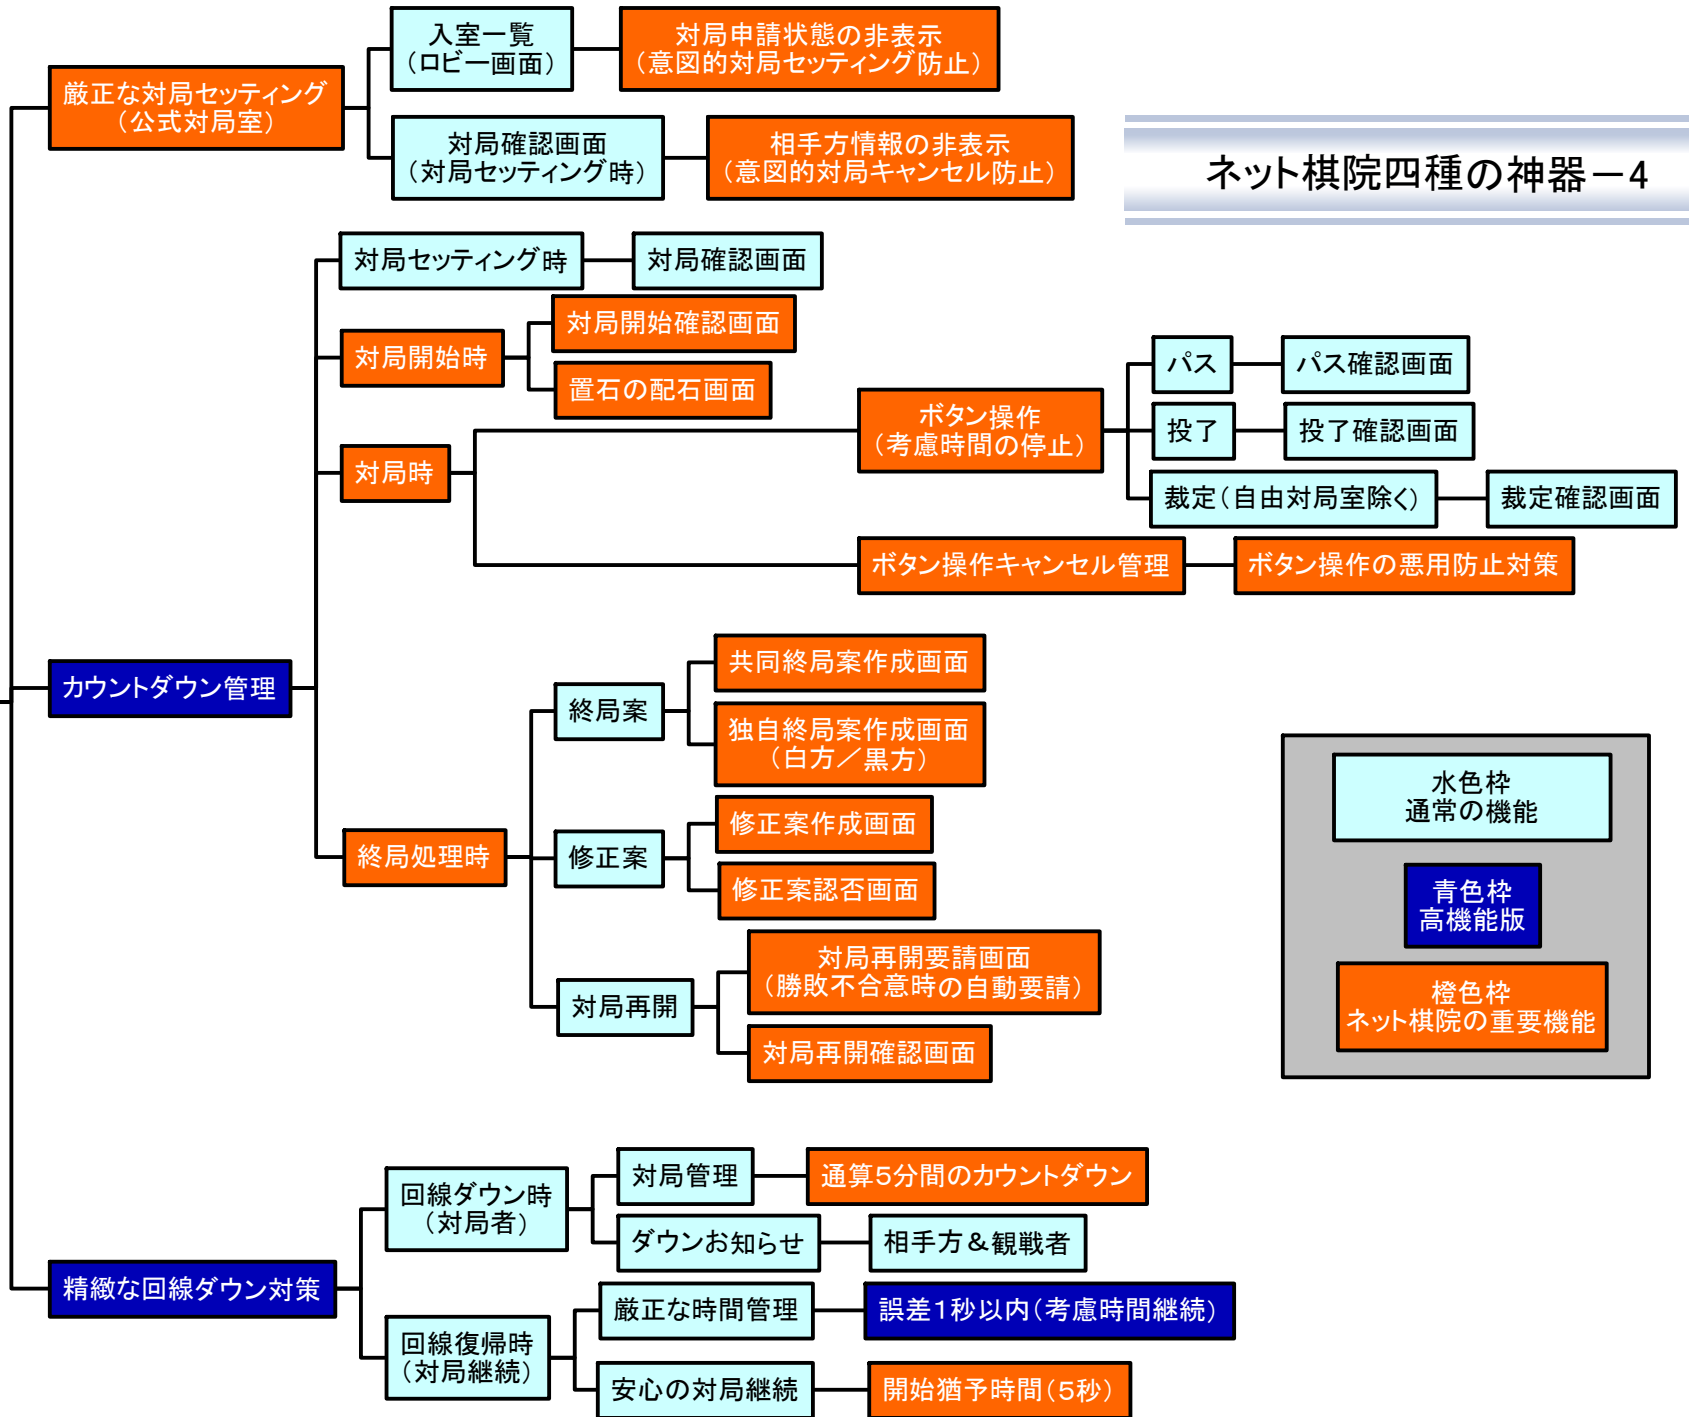 ネット棋院四種の神器－4
厳正な対局セッティング
（公式対局室）
入室一覧
（ロビー画面）
対局申請状態の非表示
（意図的対局セッティング防止）
対局確認画面
（対局セッティング時）
相手方情報の非表示
（意図的対局キャンセル防止）
カウントダウン管理
対局セッティング時
対局確認画面
対局開始時
対局開始確認画面
置石の配石画面
対局時
ボタン操作
（考慮時間の停止）
パス
パス確認画面
投了
投了確認画面
裁定（自由対局室除く）
裁定確認画面
ボタン操作キャンセル管理
ボタン操作の悪用防止対策
終局処理時
終局案
共同終局案作成画面
独自終局案作成画面
（白方／黒方）
修正案
修正案作成画面
修正案認否画面
対局再開
対局再開要請画面
（勝敗不合意時の自動要請）
対局再開確認画面
精緻な回線ダウン対策
回線ダウン時
（対局者）
対局管理
通算5分間のカウントダウン
ダウンお知らせ
相手方＆観戦者
回線復帰時
（対局継続）
厳正な時間管理
誤差1秒以内（考慮時間継続）
安心の対局継続
開始猶予時間（5秒）
水色枠
通常の機能
青色枠
高機能版
橙色枠
ネット棋院の重要機能